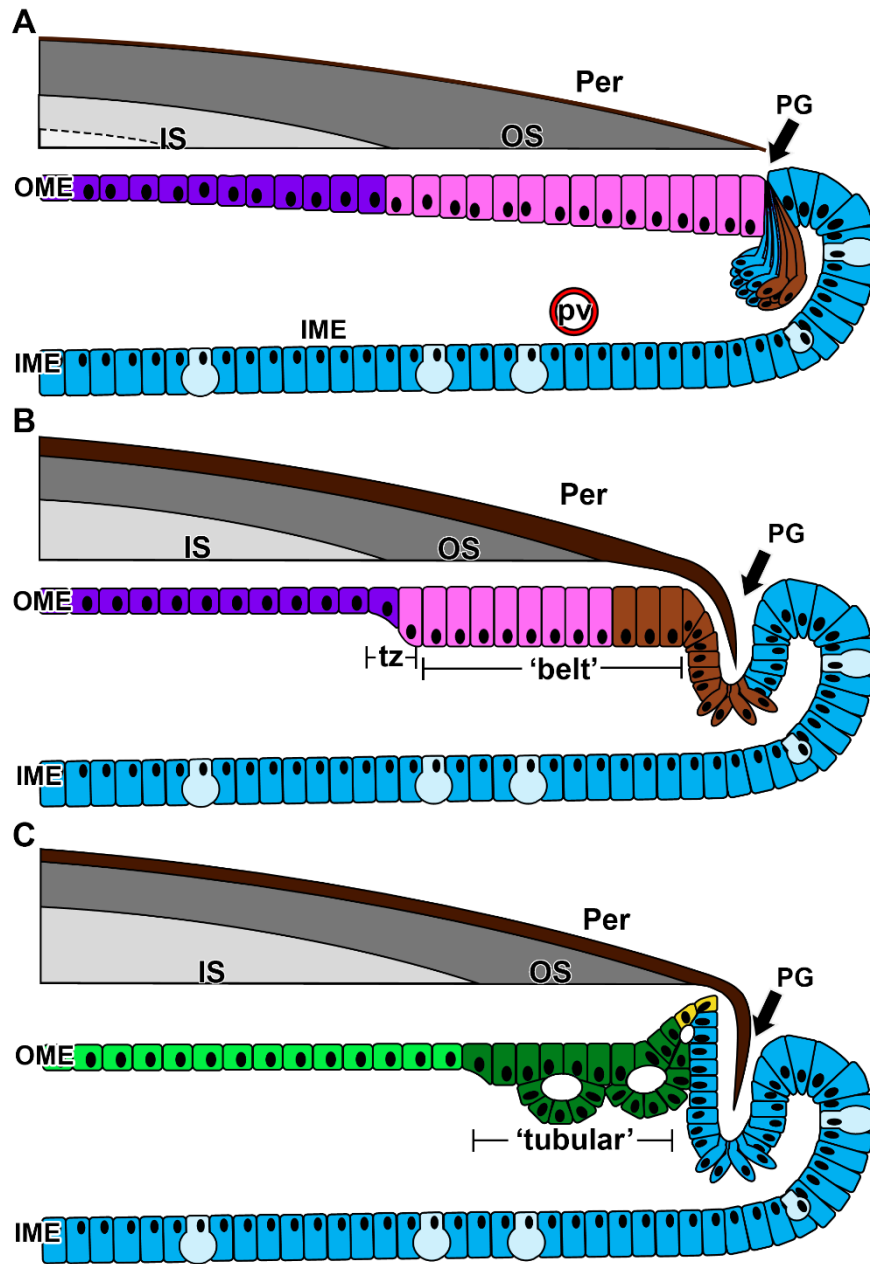 A
Per
PG
IS
OS
OME
pv
IME
IME
B
Per
PG
IS
OS
OME
tz
‘belt’
IME
C
Per
PG
IS
OS
OME
‘tubular’
IME